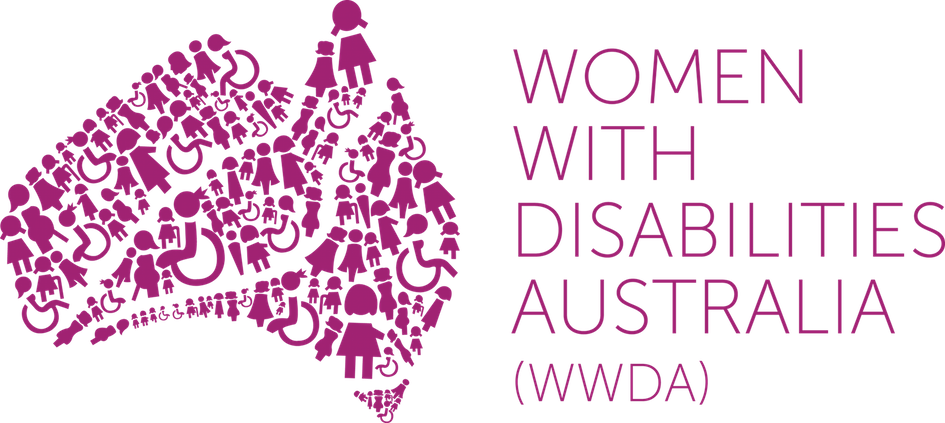 WOMEN
WITH
DISABILITIES
AUSTRALIA
(WWDA)